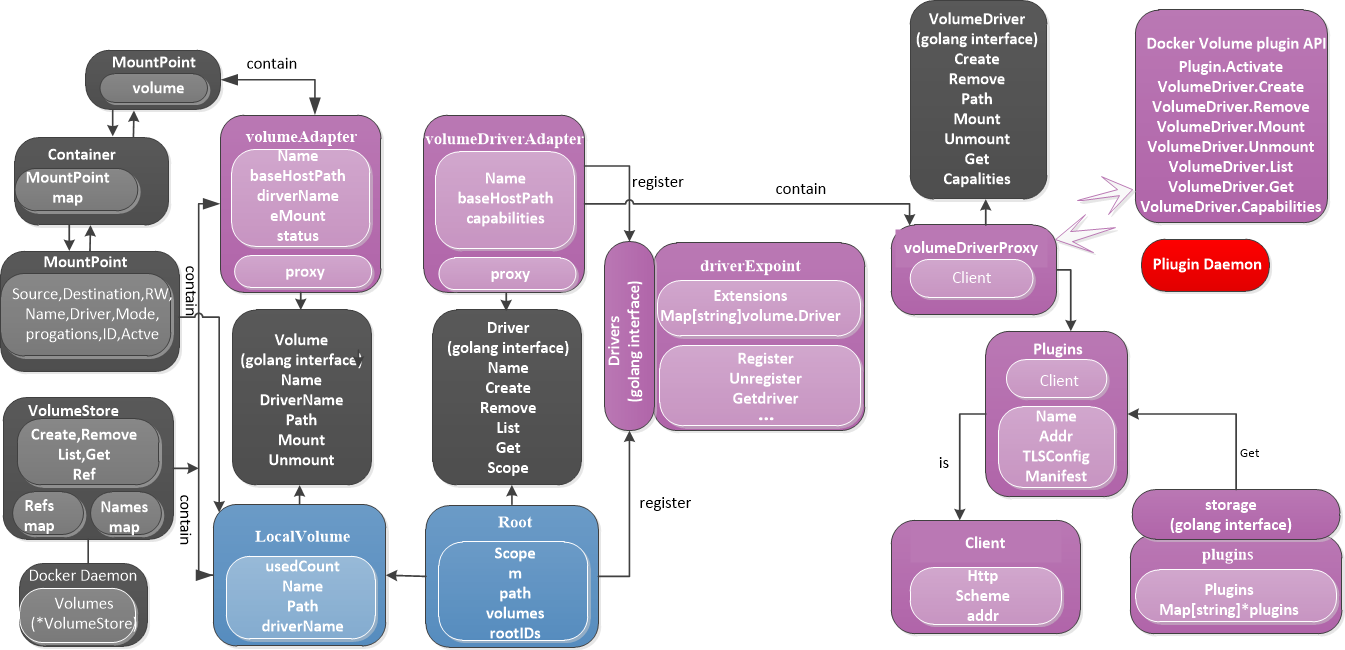 MountPoint
volume
contain
Container
MountPoint
map
MountPoint
Source,Destination,RW,
Name,Driver,Mode,
progations,ID,Actve
contain
VolumeStore
Create,Remove
List,Get
Ref
Refs
map
Names
map
contain
Docker Daemon
Volumes
(*VolumeStore)
volumeAdapter
Name
baseHostPath
dirverName
eMount
status
proxy
Volume
(golang interface)
Name
DriverName
Path
Mount
Unmount
LocalVolume
usedCount
Name
Path
driverName
volumeDriverAdapter
Name
baseHostPath
capabilities
proxy
Driver
(golang interface)
Name
Create
Remove
List
Get
Scope
Root
Scope
m
path
volumes
rootIDs
register
register
contain
Drivers
(golang interface)
driverExpoint
Extensions
Map[string]volume.Driver
Register
Unregister
Getdriver
...
VolumeDriver
(golang interface)
Create
Remove
Path
Mount
Unmount
Get
Capalities
volumeDriverProxy
Client
Docker Volume plugin API
Plugin.Activate
VolumeDriver.Create
VolumeDriver.Remove
VolumeDriver.Mount
VolumeDriver.Unmount
VolumeDriver.List
VolumeDriver.Get
VolumeDriver.Capabilities
Pliugin Daemon
Plugins
Client
Name
Addr
TLSConfig
Manifest
is
Get
Client
Http
Scheme
addr
storage
(golang interface)
plugins
Plugins
Map[string]*plugins